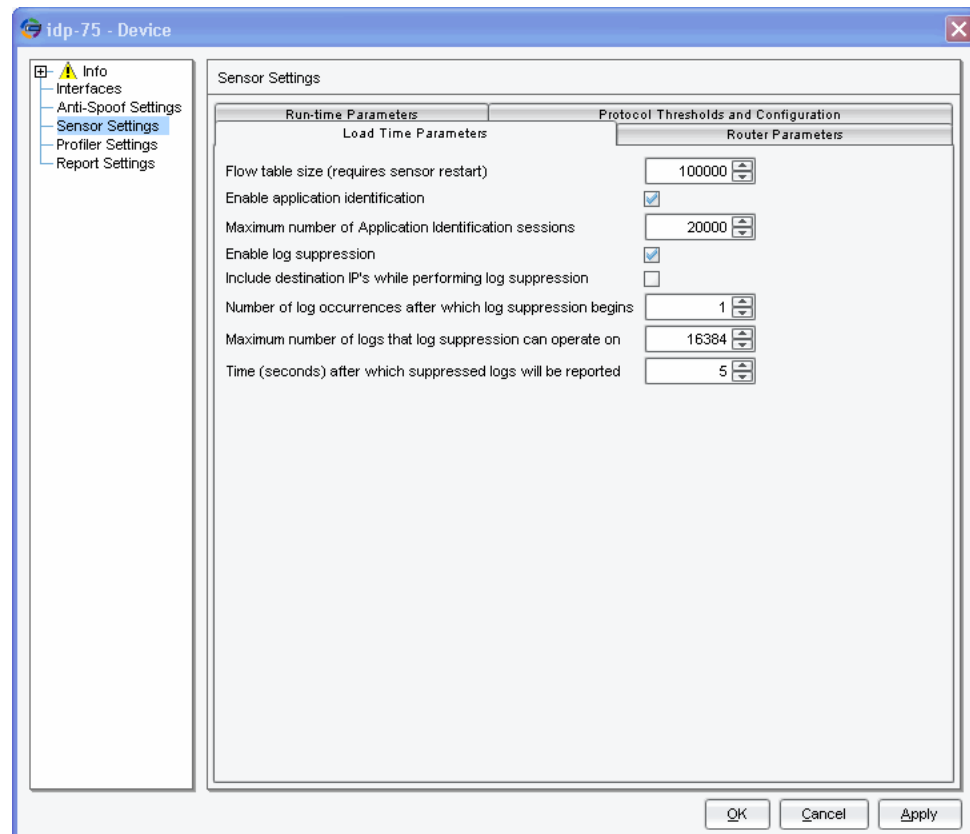 idp-75 - Device
Info
Interfaces
Anti-Spoof Settings
Sensor Settings
Profiler Settings
Report Settings
Sensor Settings
Run-time Parameters
Protocol Thresholds and Configuration
Load Time Parameters
Router Parameters
Flow table size (requires sensor restart) 100000
Enable application identification
Maximum number of Application Identification sessions 20000
Enable log suppression
Include destination IP's while performing log suppression
Number of log occurrences after which log suppression begins 1
Maximum number of logs that log suppression can operate on 16384
Time (seconds) after which suppressed logs will be reported 5
OK Cancel Apply